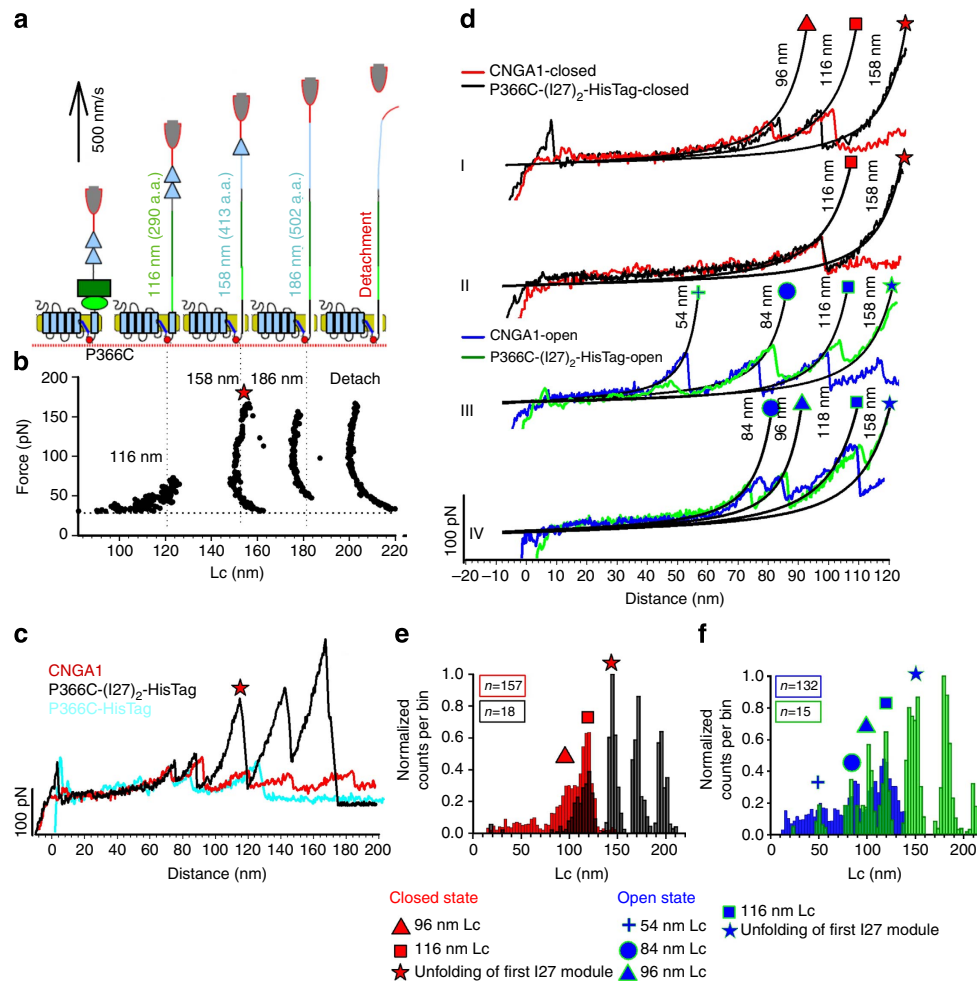 a
500 nm/s
116 nm (290 a.a.)
158 nm (413 a.a.)
186 nm (502 a.a.)
Detachment
P366C
b
Force (pN)
200
150
100
50
0
116 nm
158 nm
186 nm
Detach
100 120 140 160 180 200 220
Lc (nm)
c
CNGA1
P366C-(I27)2-HisTag
P366C-HisTag
100 pN
0 20 40 60 80 100 120 140 160 180 200
Distance (nm)
d
CNGA1-closed
P366C-(I27)2-HisTag-closed
96 nm
116 nm
158 nm
I
116 nm
158 nm
II
CNGA1-open
P366C-(I27)2-HisTag-open
54 nm
84 nm
116 nm
158 nm
III
84 nm
96 nm
118 nm
158 nm
IV
100 pN
−20 −10 0 10 20 30 40 50 60 70 80 90 100 110 120
Distance (nm)
e
n=157
n=18
Normalized
counts per bin
1.0
0.8
0.6
0.4
0.2
0.0
0 50 100 150 200
Lc (nm)
f
n=132
n=15
Normalized
counts per bin
1.0
0.8
0.6
0.4
0.2
0.0
0 50 100 150 200
Lc (nm)
Closed state
96 nm Lc
116 nm Lc
Unfolding of first I27 module
Open state
54 nm Lc
84 nm Lc
96 nm Lc
116 nm Lc
Unfolding of first I27 module